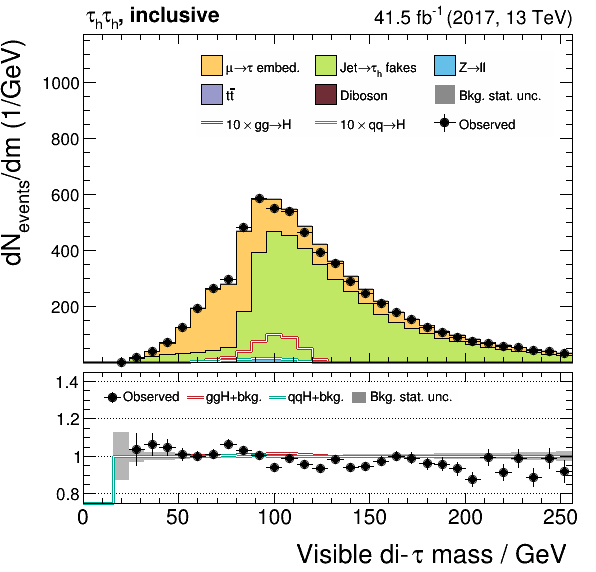 τhτh, inclusive 41.5 fb⁻¹ (2017, 13 TeV)
dNevents/dm (1/GeV)
1000
800
600
400
200
μ→τ embed. Jet→τh fakes Z→ll
tt̅ Diboson Bkg. stat. unc.
10 × gg→H 10 × qq→H Observed
1.4
1.2
1
0.8
Observed ggH+bkg. qqH+bkg. Bkg. stat. unc.
0 50 100 150 200 250
Visible di-τ mass / GeV